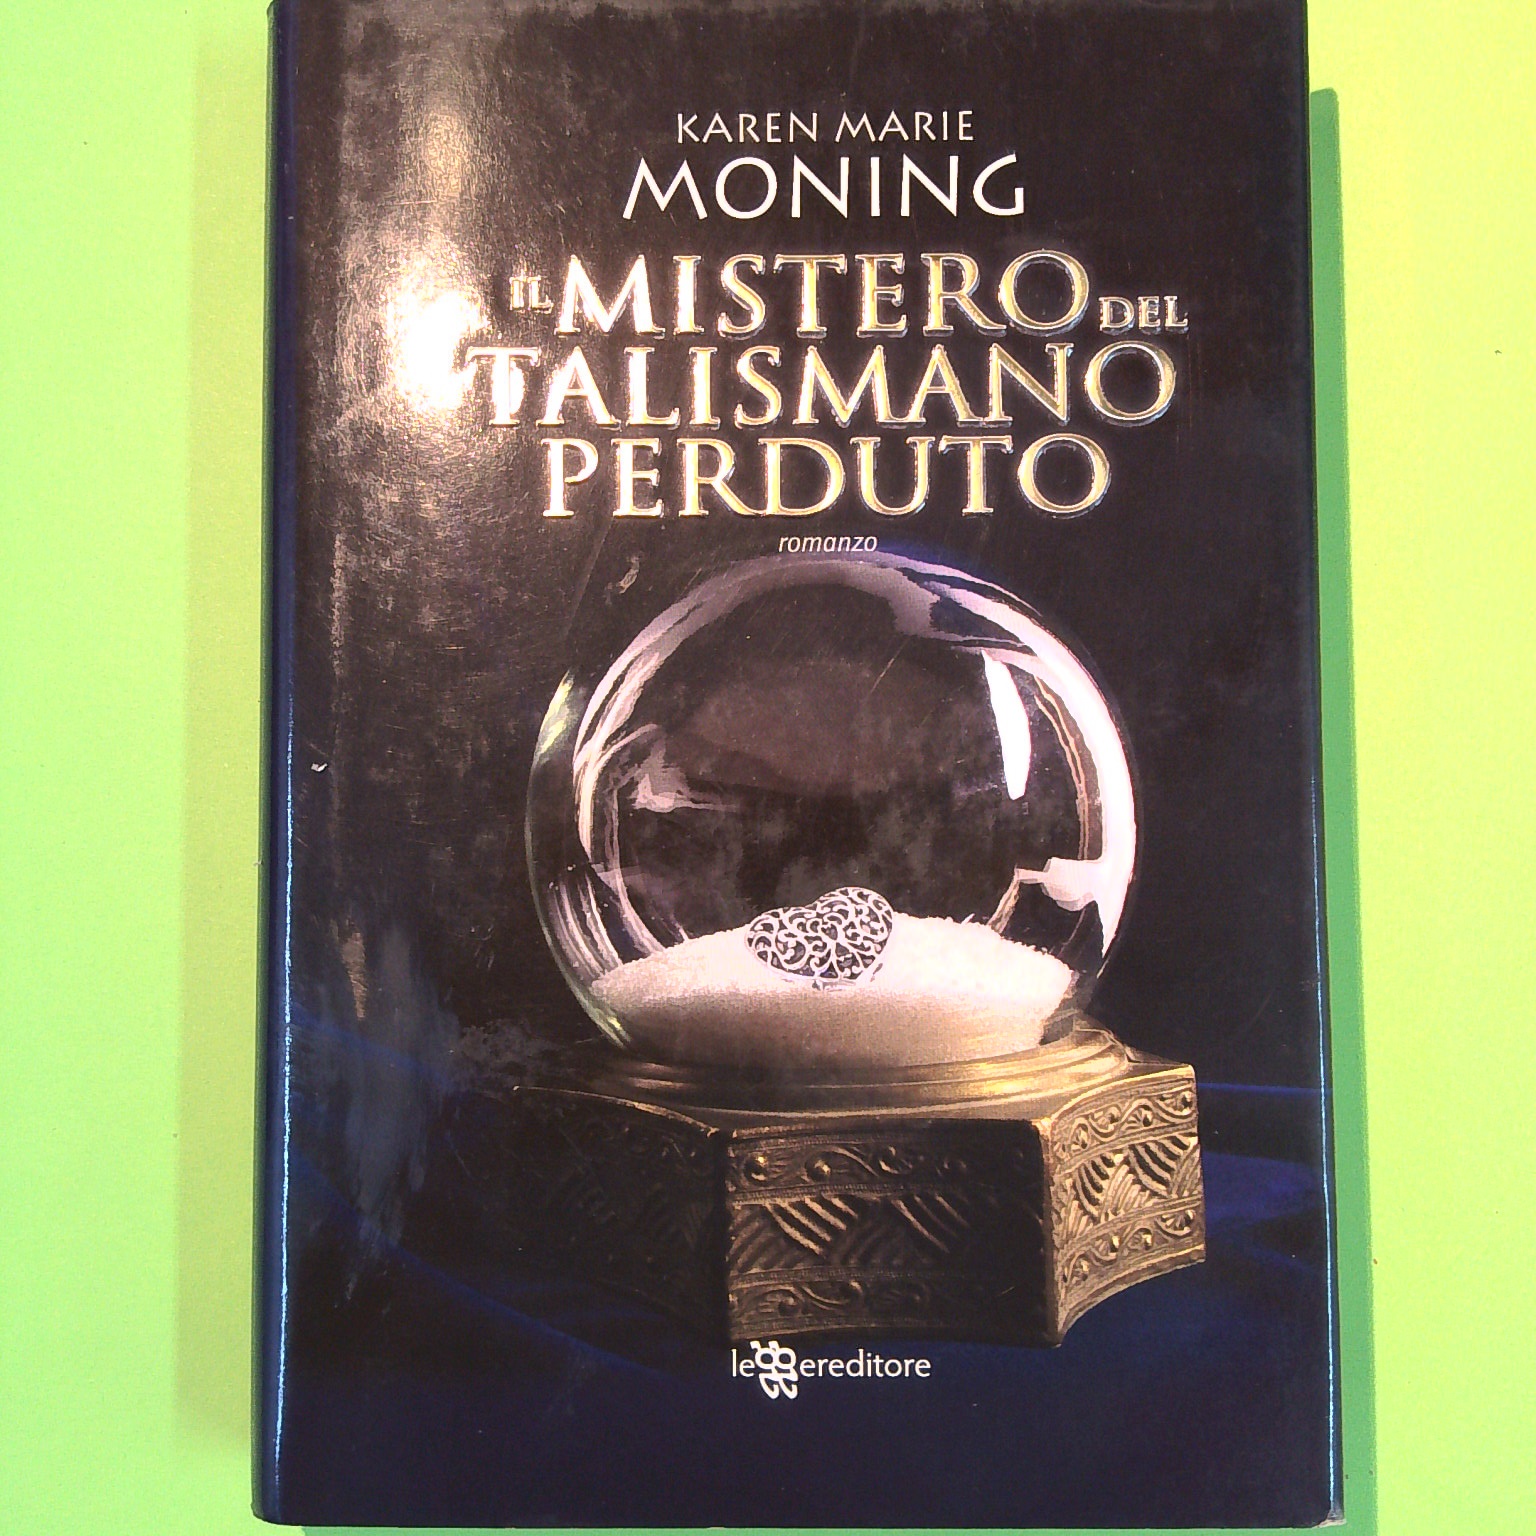 KAREN MARIE
MONING
IL MISTERO DEL
TALISMANO
PERDUTO
romanzo
leggereditore